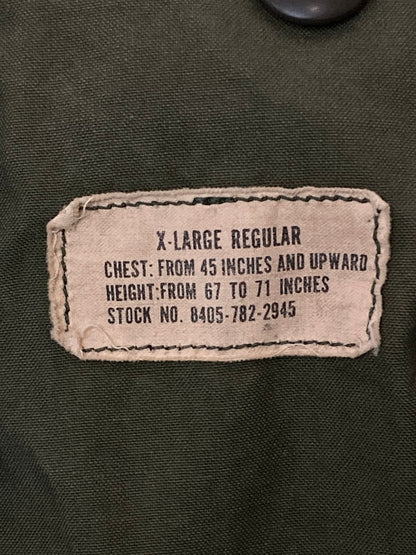 X-LARGE REGULAR
CHEST: FROM 45 INCHES AND UPWARD
HEIGHT: FROM 67 TO 71 INCHES
STOCK NO. 8405-782-2945